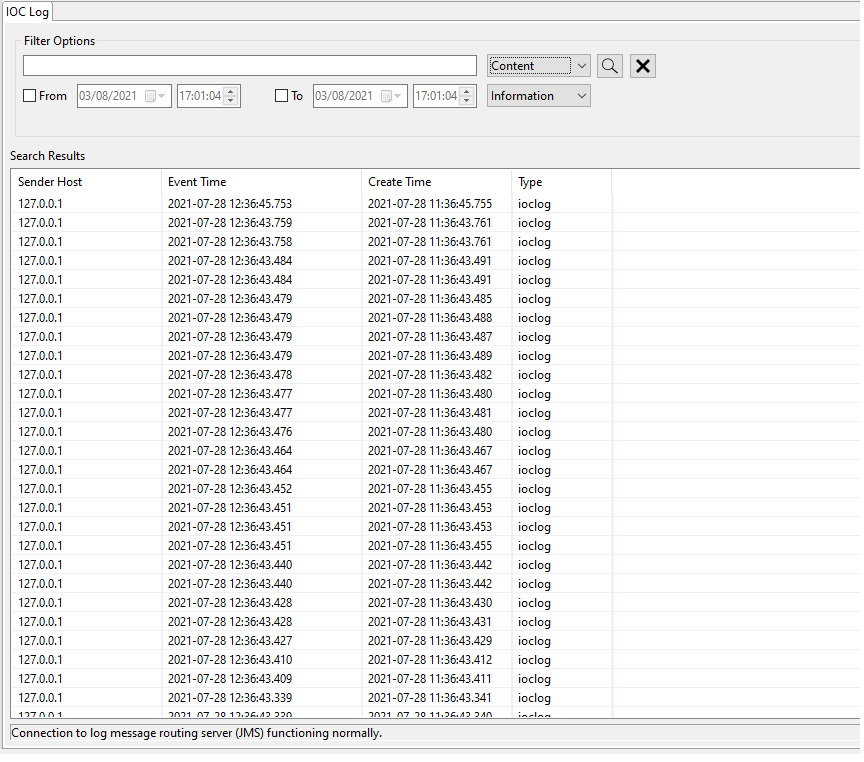 IOC Log
Filter Options
Content
From 03/08/2021 17:01:04 To 03/08/2021 17:01:04 Information
Search Results
Sender Host Event Time Create Time Type
127.0.0.1 2021-07-28 12:36:45.753 2021-07-28 11:36:45.755 ioclog
127.0.0.1 2021-07-28 12:36:43.759 2021-07-28 11:36:43.761 ioclog
127.0.0.1 2021-07-28 12:36:43.758 2021-07-28 11:36:43.761 ioclog
127.0.0.1 2021-07-28 12:36:43.484 2021-07-28 11:36:43.491 ioclog
127.0.0.1 2021-07-28 12:36:43.484 2021-07-28 11:36:43.491 ioclog
127.0.0.1 2021-07-28 12:36:43.479 2021-07-28 11:36:43.485 ioclog
127.0.0.1 2021-07-28 12:36:43.479 2021-07-28 11:36:43.488 ioclog
127.0.0.1 2021-07-28 12:36:43.479 2021-07-28 11:36:43.487 ioclog
127.0.0.1 2021-07-28 12:36:43.479 2021-07-28 11:36:43.489 ioclog
127.0.0.1 2021-07-28 12:36:43.478 2021-07-28 11:36:43.482 ioclog
127.0.0.1 2021-07-28 12:36:43.477 2021-07-28 11:36:43.480 ioclog
127.0.0.1 2021-07-28 12:36:43.477 2021-07-28 11:36:43.481 ioclog
127.0.0.1 2021-07-28 12:36:43.476 2021-07-28 11:36:43.480 ioclog
127.0.0.1 2021-07-28 12:36:43.464 2021-07-28 11:36:43.467 ioclog
127.0.0.1 2021-07-28 12:36:43.464 2021-07-28 11:36:43.467 ioclog
127.0.0.1 2021-07-28 12:36:43.452 2021-07-28 11:36:43.455 ioclog
127.0.0.1 2021-07-28 12:36:43.451 2021-07-28 11:36:43.453 ioclog
127.0.0.1 2021-07-28 12:36:43.451 2021-07-28 11:36:43.453 ioclog
127.0.0.1 2021-07-28 12:36:43.451 2021-07-28 11:36:43.455 ioclog
127.0.0.1 2021-07-28 12:36:43.440 2021-07-28 11:36:43.442 ioclog
127.0.0.1 2021-07-28 12:36:43.440 2021-07-28 11:36:43.442 ioclog
127.0.0.1 2021-07-28 12:36:43.428 2021-07-28 11:36:43.430 ioclog
127.0.0.1 2021-07-28 12:36:43.428 2021-07-28 11:36:43.431 ioclog
127.0.0.1 2021-07-28 12:36:43.427 2021-07-28 11:36:43.429 ioclog
127.0.0.1 2021-07-28 12:36:43.410 2021-07-28 11:36:43.412 ioclog
127.0.0.1 2021-07-28 12:36:43.409 2021-07-28 11:36:43.411 ioclog
127.0.0.1 2021-07-28 12:36:43.339 2021-07-28 11:36:43.341 ioclog
127.0.0.1 2021-07-28 12:36:43.339 2021-07-28 11:36:43.340 ioclog
Connection to log message routing server (JMS) functioning normally.